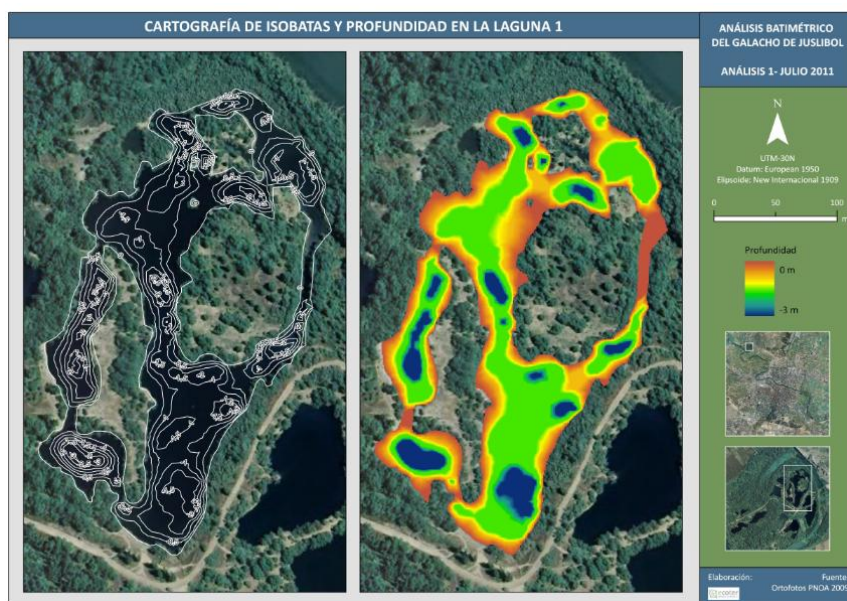 CARTOGRAFÍA DE ISOBATAS Y PROFUNDIDAD EN LA LAGUNA 1
ANÁLISIS BATIMÉTRICO
DEL GALACHO DE JUSLIBOL
ANÁLISIS 1- JULIO 2011
N
UTM-30N
Datum: European 1950
Elipsoide: New Internacional 1909
0 50 100
m
Profundidad
0 m
-3 m
Elaboración:
Fuente:
Ortofotos PNOA 2009